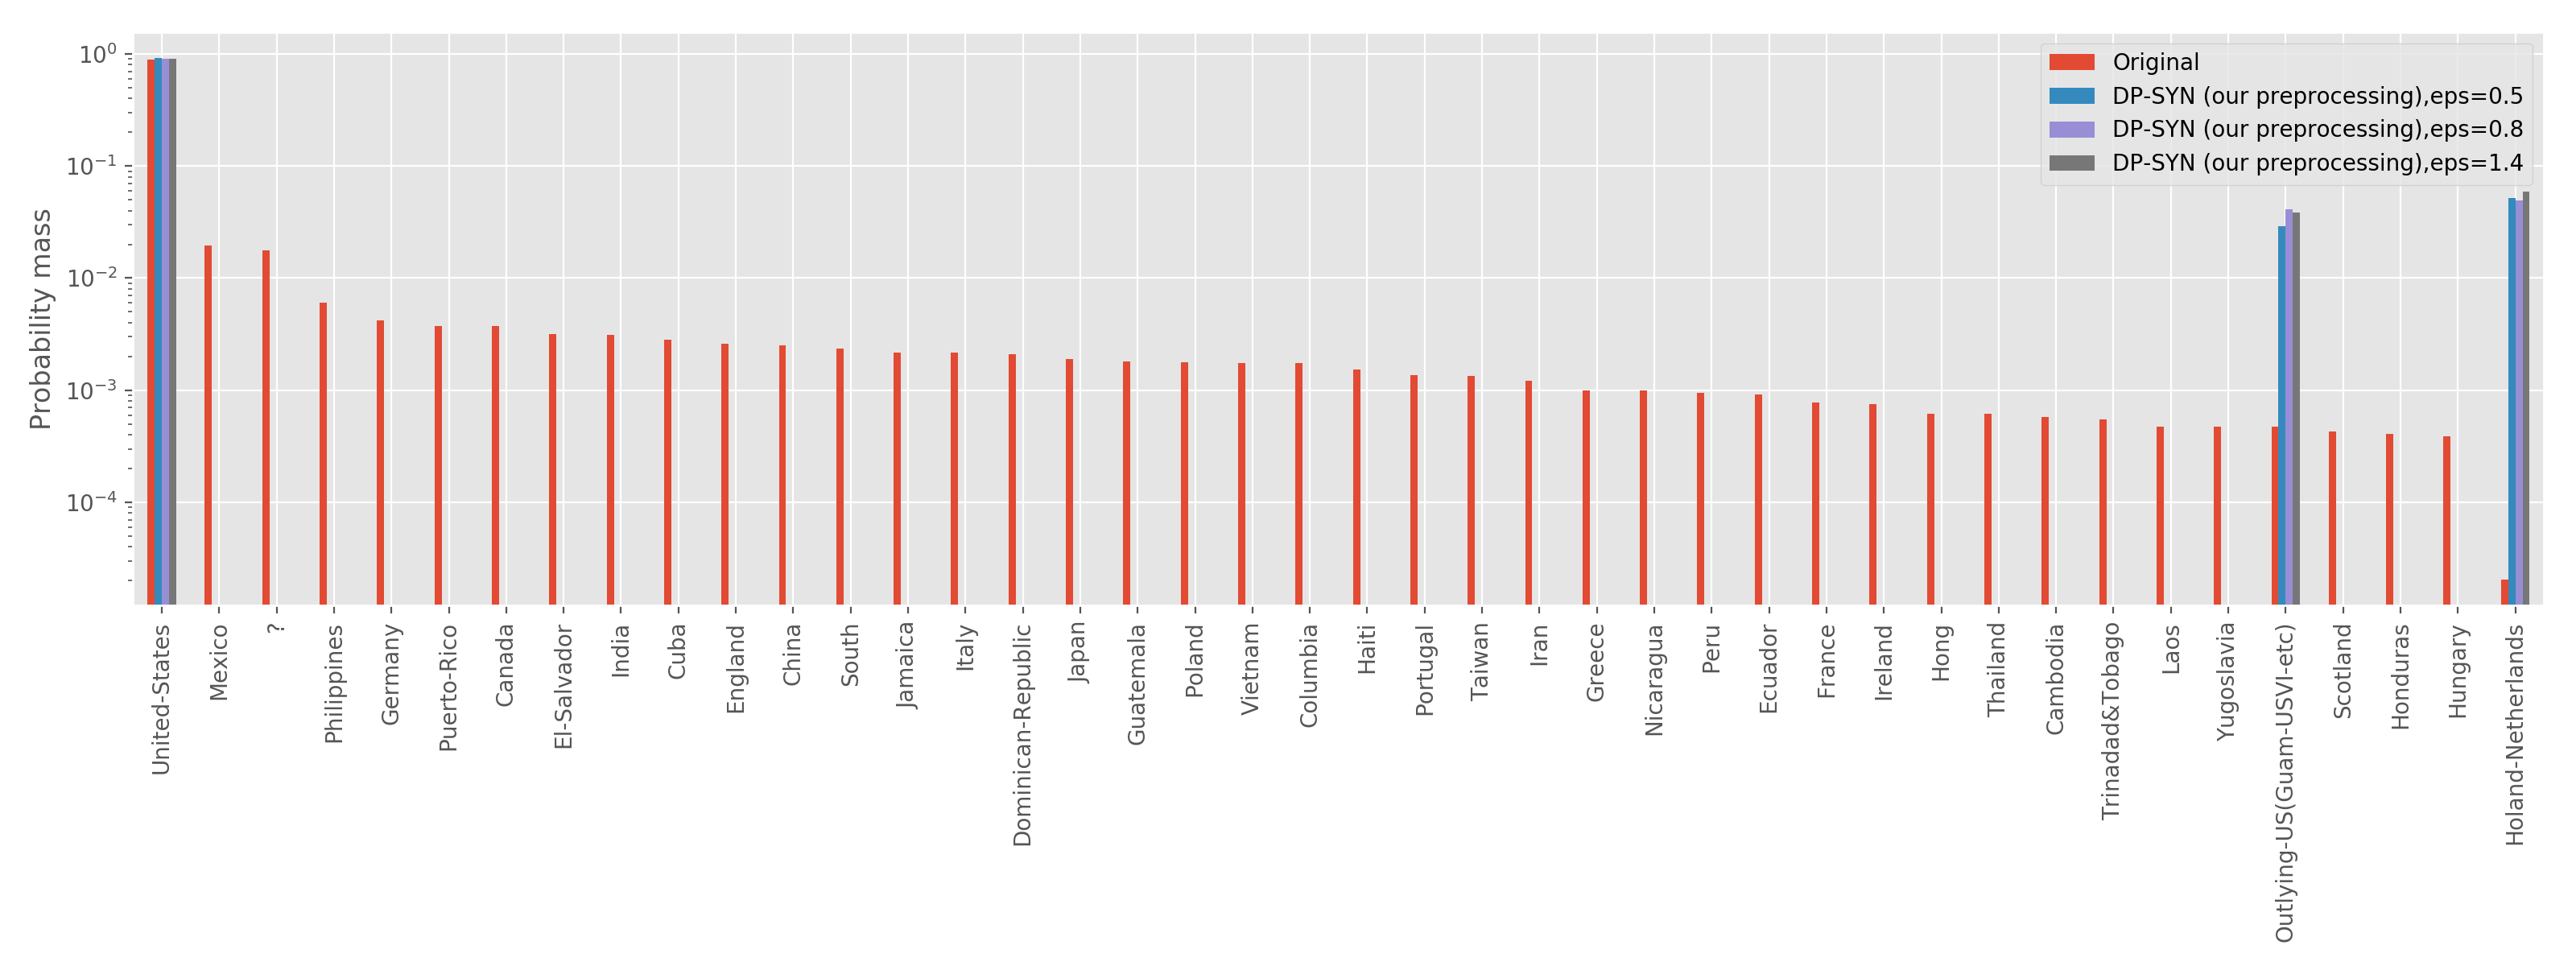 Probability mass
10⁰
10⁻¹
10⁻²
10⁻³
10⁻⁴
Original
DP-SYN (our preprocessing),eps=0.5
DP-SYN (our preprocessing),eps=0.8
DP-SYN (our preprocessing),eps=1.4
United-States
Mexico
?
Philippines
Germany
Puerto-Rico
Canada
El-Salvador
India
Cuba
England
China
South
Jamaica
Italy
Dominican-Republic
Japan
Guatemala
Poland
Vietnam
Columbia
Haiti
Portugal
Taiwan
Iran
Greece
Nicaragua
Peru
Ecuador
France
Ireland
Hong
Thailand
Cambodia
Trinadad&Tobago
Laos
Yugoslavia
Outlying-US(Guam-USVI-etc)
Scotland
Honduras
Hungary
Holand-Netherlands